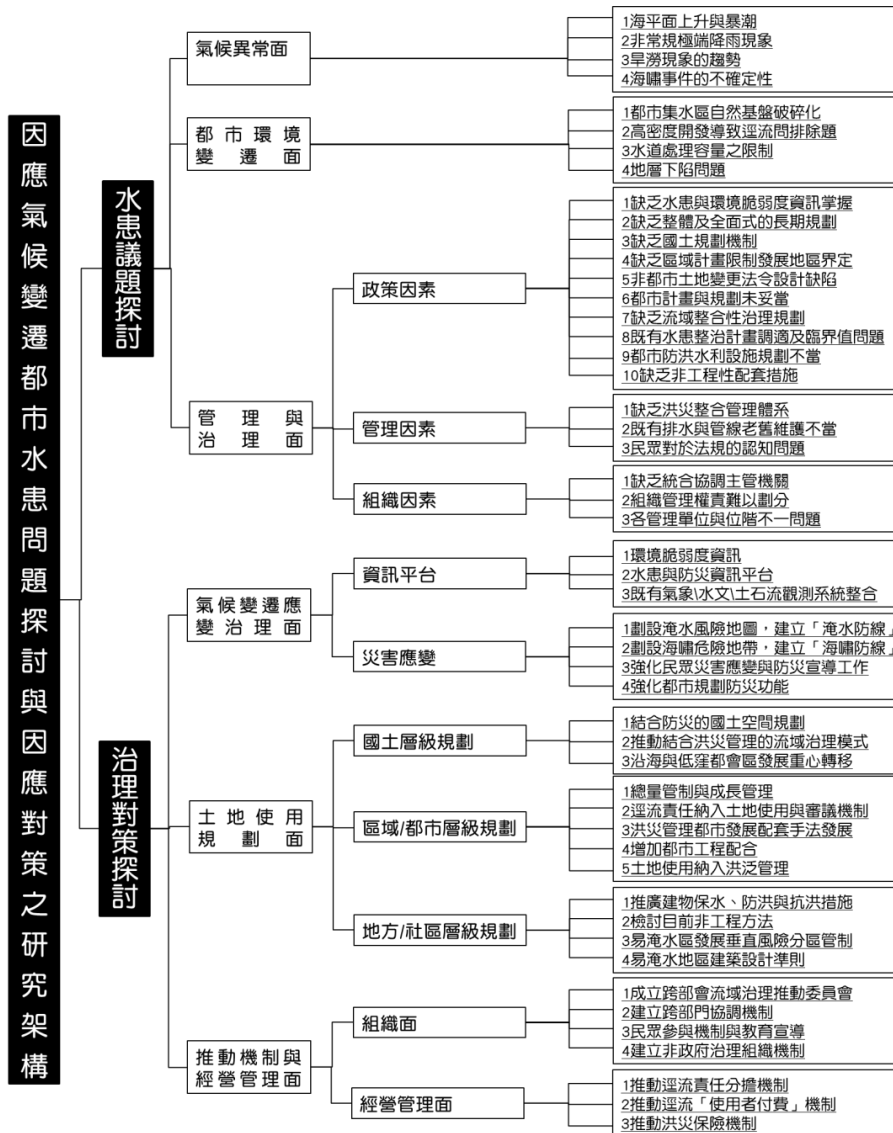 因應氣候變遷都市水患問題探討與因應對策之研究架構
水患議題探討
氣候異常面
1海平面上升與暴潮
2非常規極端降雨現象
3旱澇現象的趨勢
4海嘯事件的不確定性
都市環境
變遷面
1都市集水區自然基盤破碎化
2高密度開發導致逕流問排除題
3水道處理容量之限制
4地層下陷問題
管理與
治理面
政策因素
1缺乏水患與環境脆弱度資訊掌握
2缺乏整體及全面式的長期規劃
3缺乏國土規劃機制
4缺乏區域計畫限制發展地區界定
5非都市土地變更法令設計缺陷
6都市計畫與規劃未妥當
7缺乏流域整合性治理規劃
8既有水患整治計畫調適及臨界值問題
9都市防洪水利設施規劃不當
10缺乏非工程性配套措施
管理因素
1缺乏洪災整合管理體系
2既有排水與管線老舊維護不當
3民眾對於法規的認知問題
組織因素
1缺乏統合協調主管機關
2組織管理權責難以劃分
3各管理單位與位階不一問題
治理對策探討
氣候變遷應
變治理面
資訊平台
1環境脆弱度資訊
2水患與防災資訊平台
3既有氣象\水文\土石流觀測系統整合
災害應變
1劃設淹水風險地圖，建立「淹水防線」
2劃設海嘯危險地帶，建立「海嘯防線」
3強化民眾災害應變與防災宣導工作
4強化都市規劃防災功能
土地使用
規劃面
國土層級規劃
1結合防災的國土空間規劃
2推動結合洪災管理的流域治理模式
3沿海與低窪都會區發展重心轉移
區域/都市層級規劃
1總量管制與成長管理
2逕流責任納入土地使用與審議機制
3洪災管理都市發展配套手法發展
4增加都市工程配合
5土地使用納入洪泛管理
地方/社區層級規劃
1推廣建物保水、防洪與抗洪措施
2檢討目前非工程方法
3易淹水區發展垂直風險分區管制
4易淹水地區建築設計準則
推動機制與
經營管理面
組織面
1成立跨部會流域治理推動委員會
2建立跨部門協調機制
3民眾參與機制與教育宣導
4建立非政府治理組織機制
經營管理面
1推動逕流責任分擔機制
2推動逕流「使用者付費」機制
3推動洪災保險機制